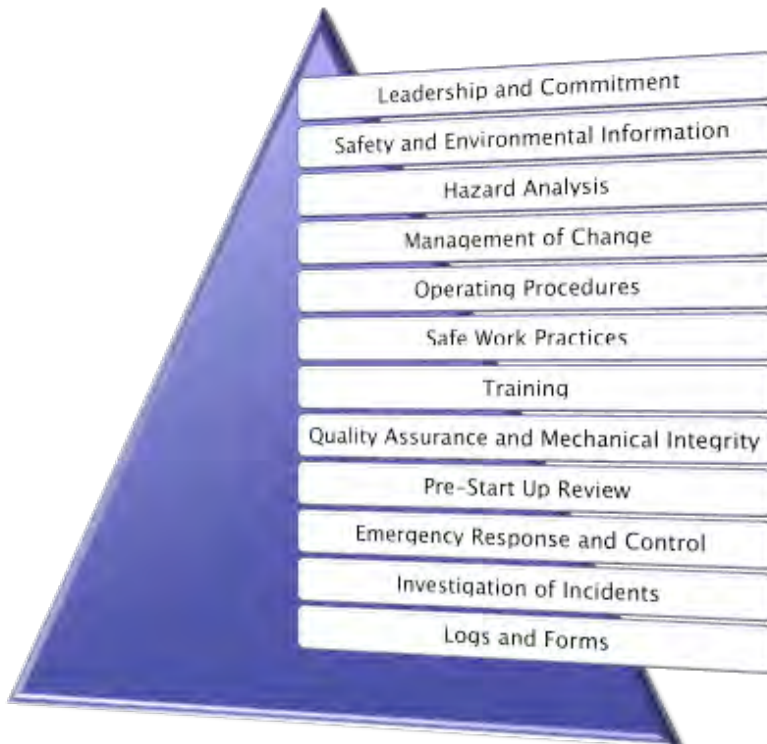 Leadership and Commitment
Safety and Environmental Information
Hazard Analysis
Management of Change
Operating Procedures
Safe Work Practices
Training
Quality Assurance and Mechanical Integrity
Pre-Start Up Review
Emergency Response and Control
Investigation of Incidents
Logs and Forms